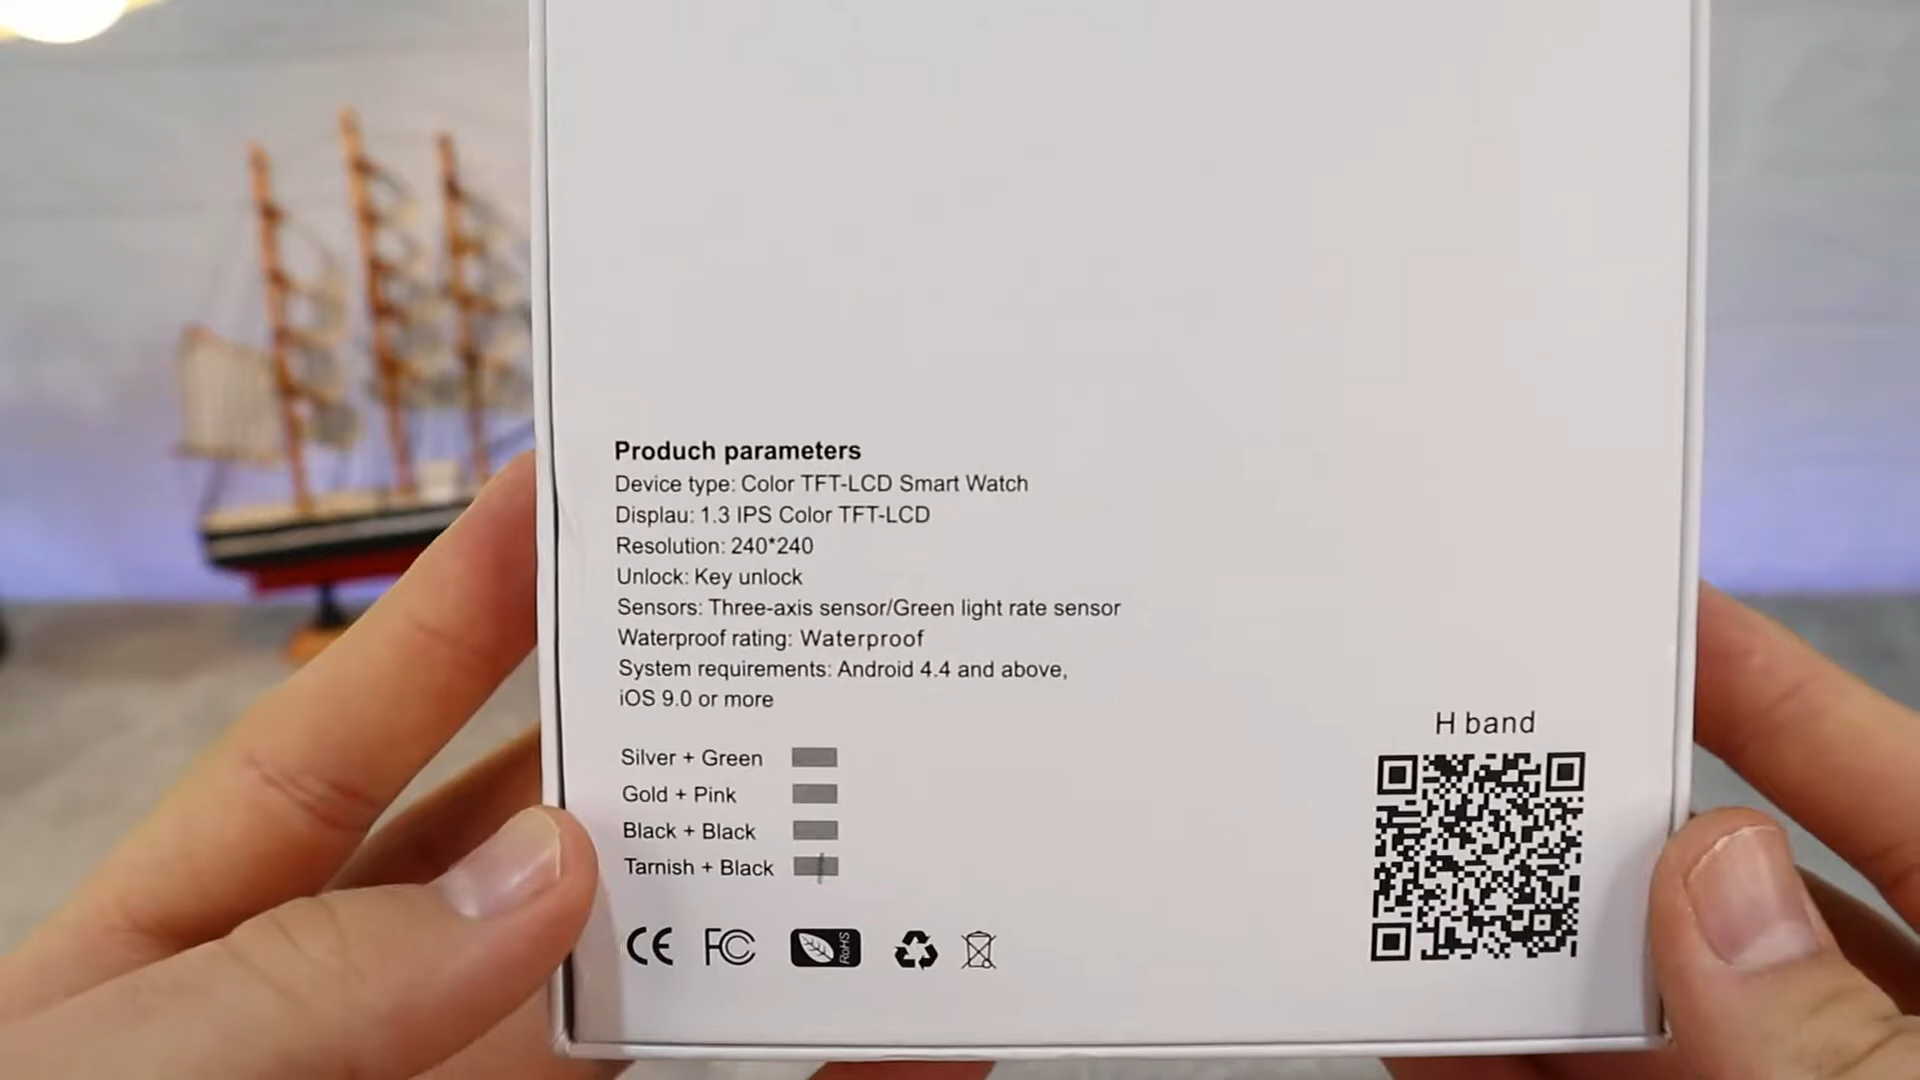 Produch parameters
Device type: Color TFT-LCD Smart Watch
Displau: 1.3 IPS Color TFT-LCD
Resolution: 240*240
Unlock: Key unlock
Sensors: Three-axis sensor/Green light rate sensor
Waterproof rating: Waterproof
System requirements: Android 4.4 and above,
iOS 9.0 or more
Silver + Green
Gold + Pink
Black + Black
Tarnish + Black
CE FC RoHS
H band